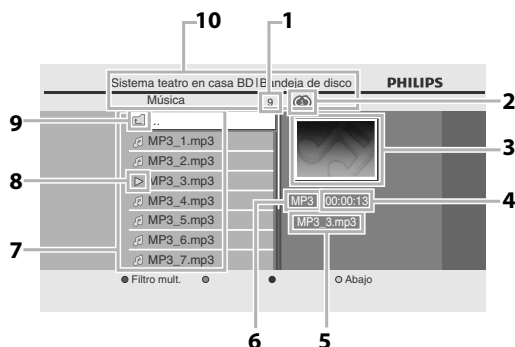 10 1
Sistema teatro en casa BD | Bandeja de disco PHILIPS
Música 9 2
9 .. 3
MP3_1.mp3
MP3_2.mp3
8 MP3_3.mp3
MP3_4.mp3 MP3 00:00:13 4
MP3_5.mp3 MP3_3.mp3
MP3_6.mp3
7 MP3_7.mp3
Filtro mult. Abajo
6 5